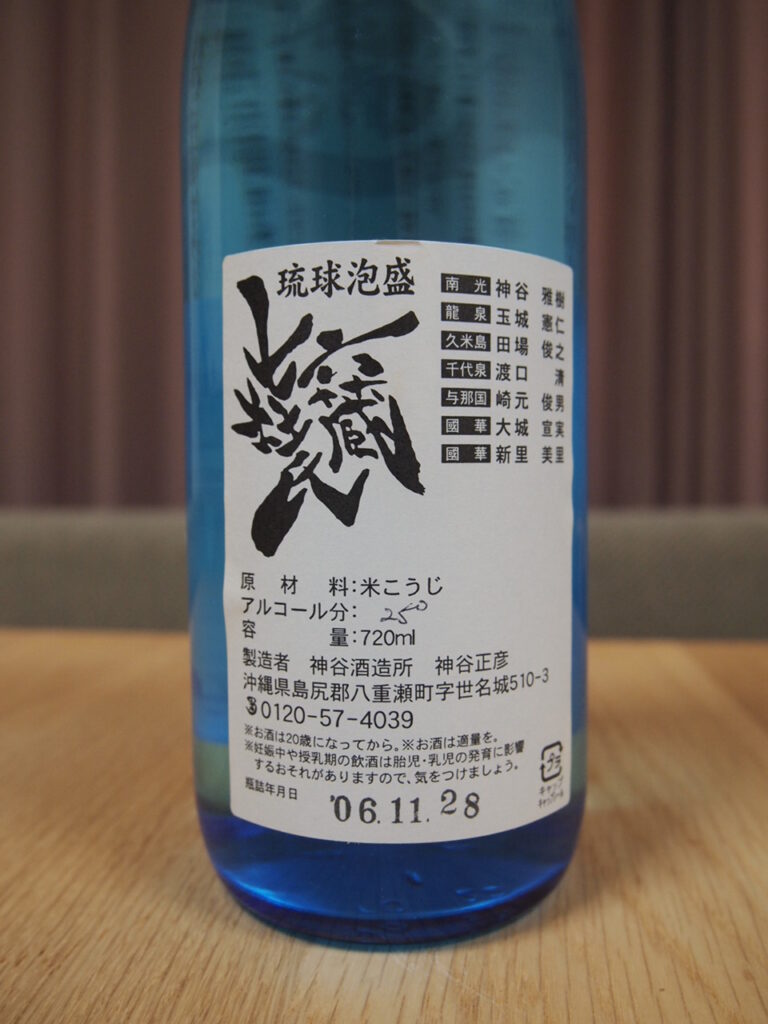 琉球泡盛
六蔵
七杜氏
南光 神谷 雅樹
龍泉 玉城 憲仁
久米島 田場 俊之
千代泉 渡口 清
与那国 崎元 俊男
國華 大城 宣実
國華 新里 美里
原材料:米こうじ
アルコール分: 25°
容量:720ml
製造者 神谷酒造所 神谷正彦
沖縄県島尻郡八重瀬町字世名城510-3
0120-57-4039
※お酒は20歳になってから。※お酒は適量を。
※妊娠中や授乳期の飲酒は胎児・乳児の発育に影響
するおそれがありますので、気をつけましょう。
瓶詰年月日 '06.11.28
プラ